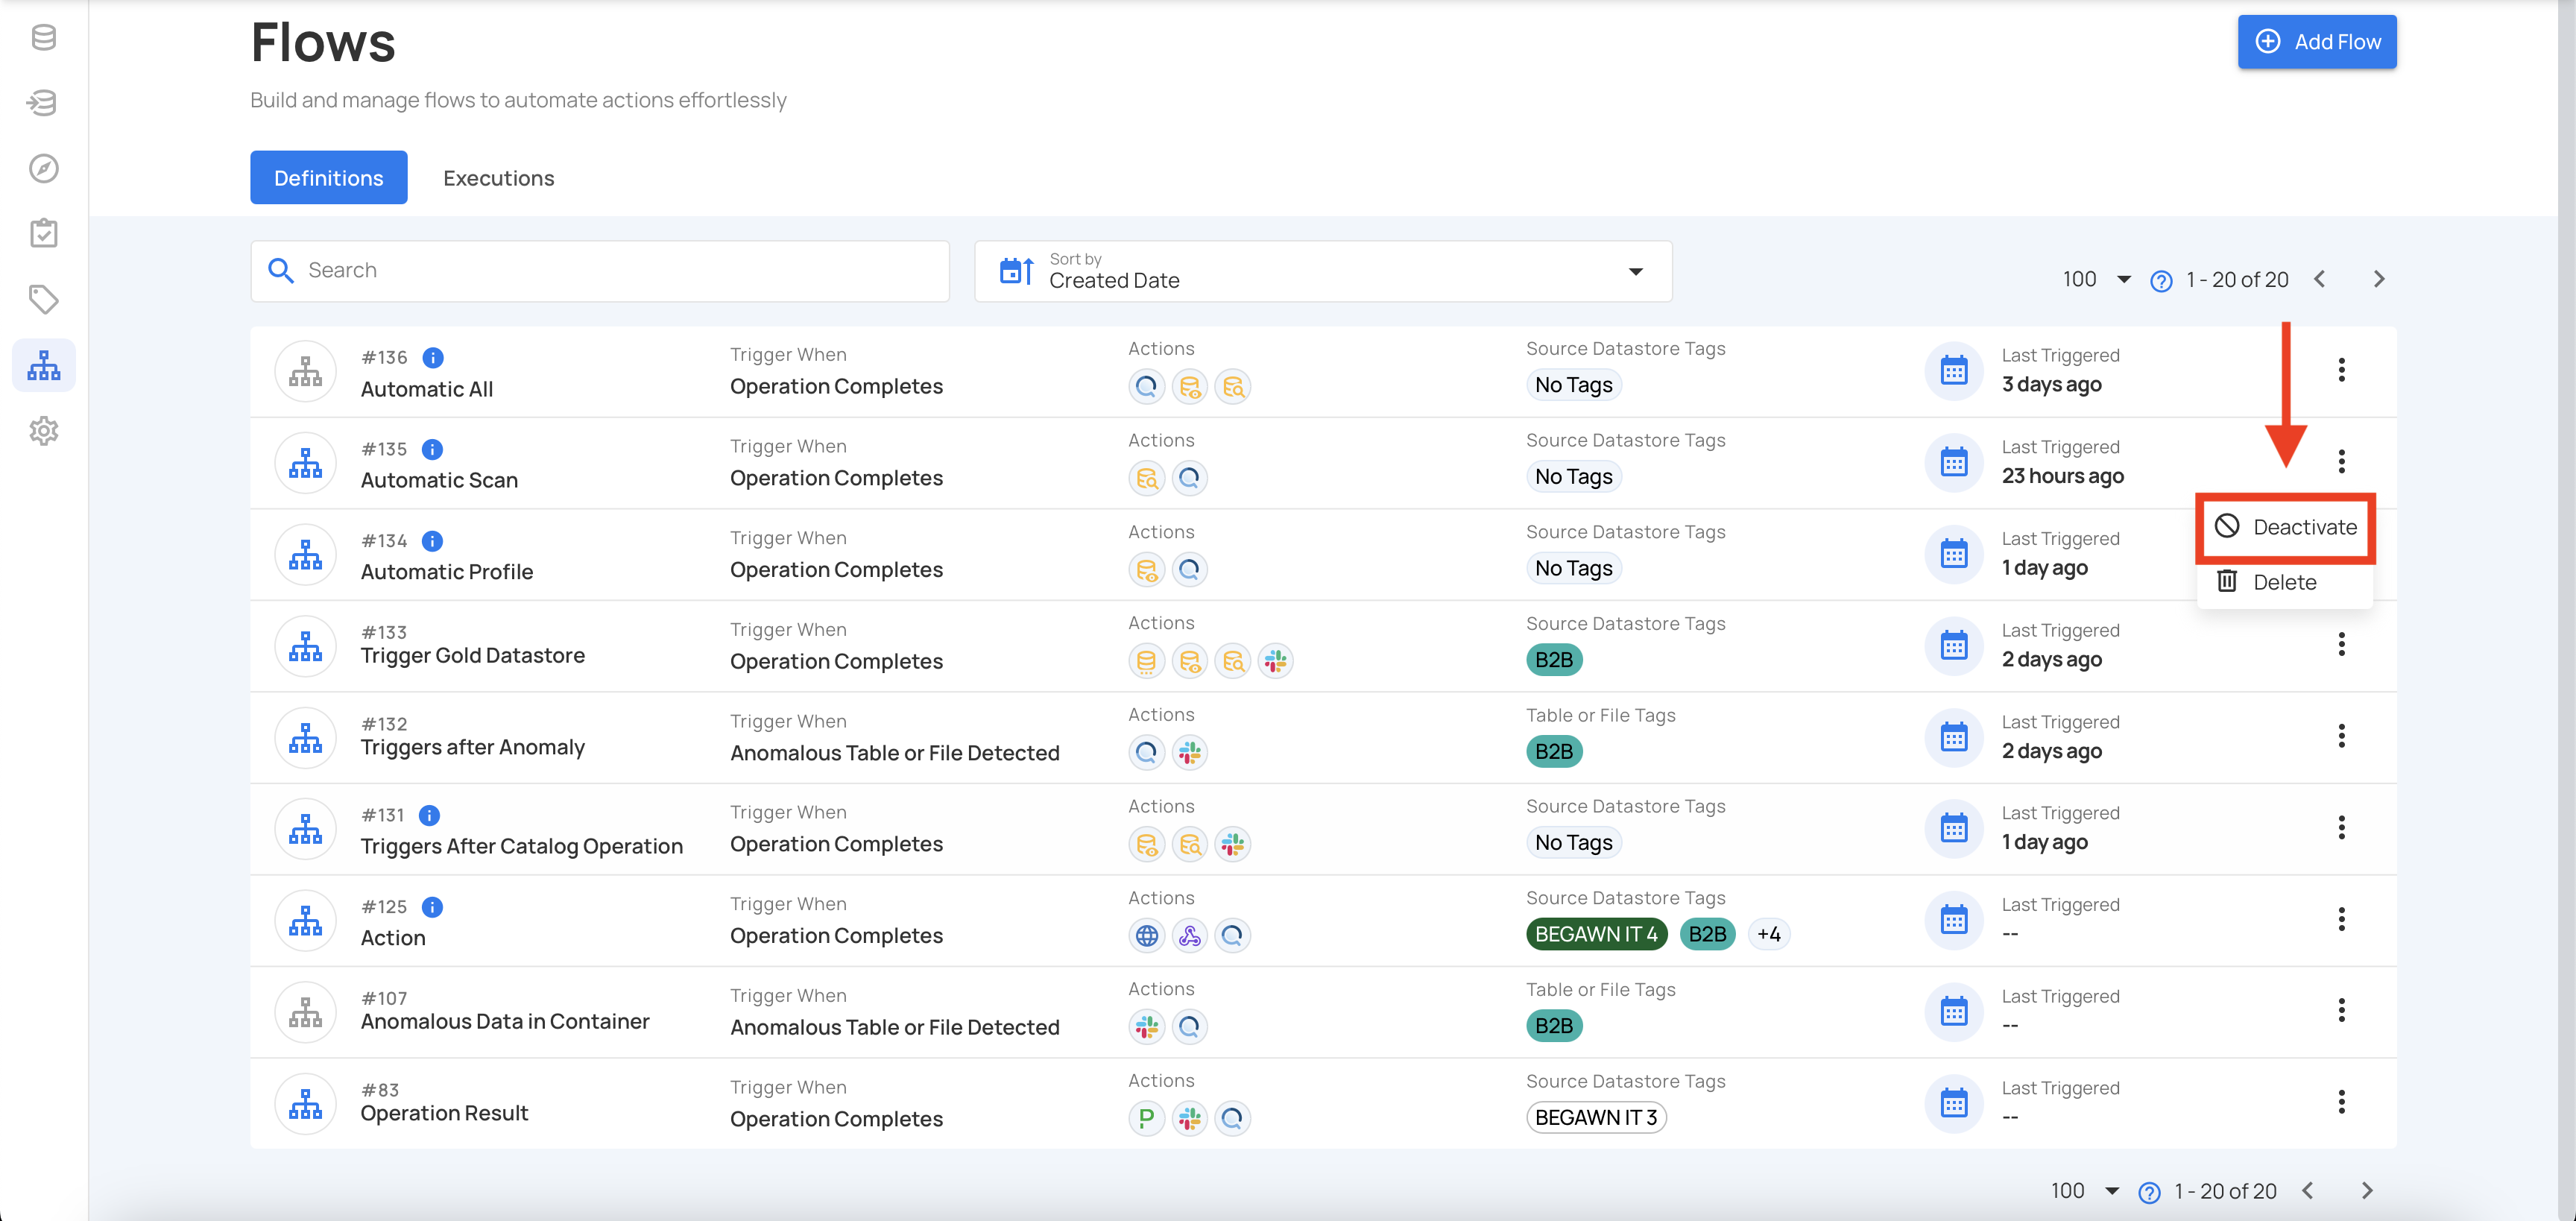 Flows
Add Flow
Build and manage flows to automate actions effortlessly
Definitions
Executions
Search
Sort by
Created Date
100
1 - 20 of 20
#136
Automatic All
Trigger When
Operation Completes
Actions
Source Datastore Tags
No Tags
Last Triggered
3 days ago
#135
Automatic Scan
Trigger When
Operation Completes
Actions
Source Datastore Tags
No Tags
Last Triggered
23 hours ago
#134
Automatic Profile
Trigger When
Operation Completes
Actions
Source Datastore Tags
No Tags
Last Triggered
1 day ago
Deactivate
Delete
#133
Trigger Gold Datastore
Trigger When
Operation Completes
Actions
Source Datastore Tags
B2B
Last Triggered
2 days ago
#132
Triggers after Anomaly
Trigger When
Anomalous Table or File Detected
Actions
Table or File Tags
B2B
Last Triggered
2 days ago
#131
Triggers After Catalog Operation
Trigger When
Operation Completes
Actions
Source Datastore Tags
No Tags
Last Triggered
1 day ago
#125
Action
Trigger When
Operation Completes
Actions
Source Datastore Tags
BEGAWN IT 4 B2B +4
Last Triggered
--
#107
Anomalous Data in Container
Trigger When
Anomalous Table or File Detected
Actions
Table or File Tags
B2B
Last Triggered
--
#83
Operation Result
Trigger When
Operation Completes
Actions
Source Datastore Tags
BEGAWN IT 3
Last Triggered
--
100
1 - 20 of 20